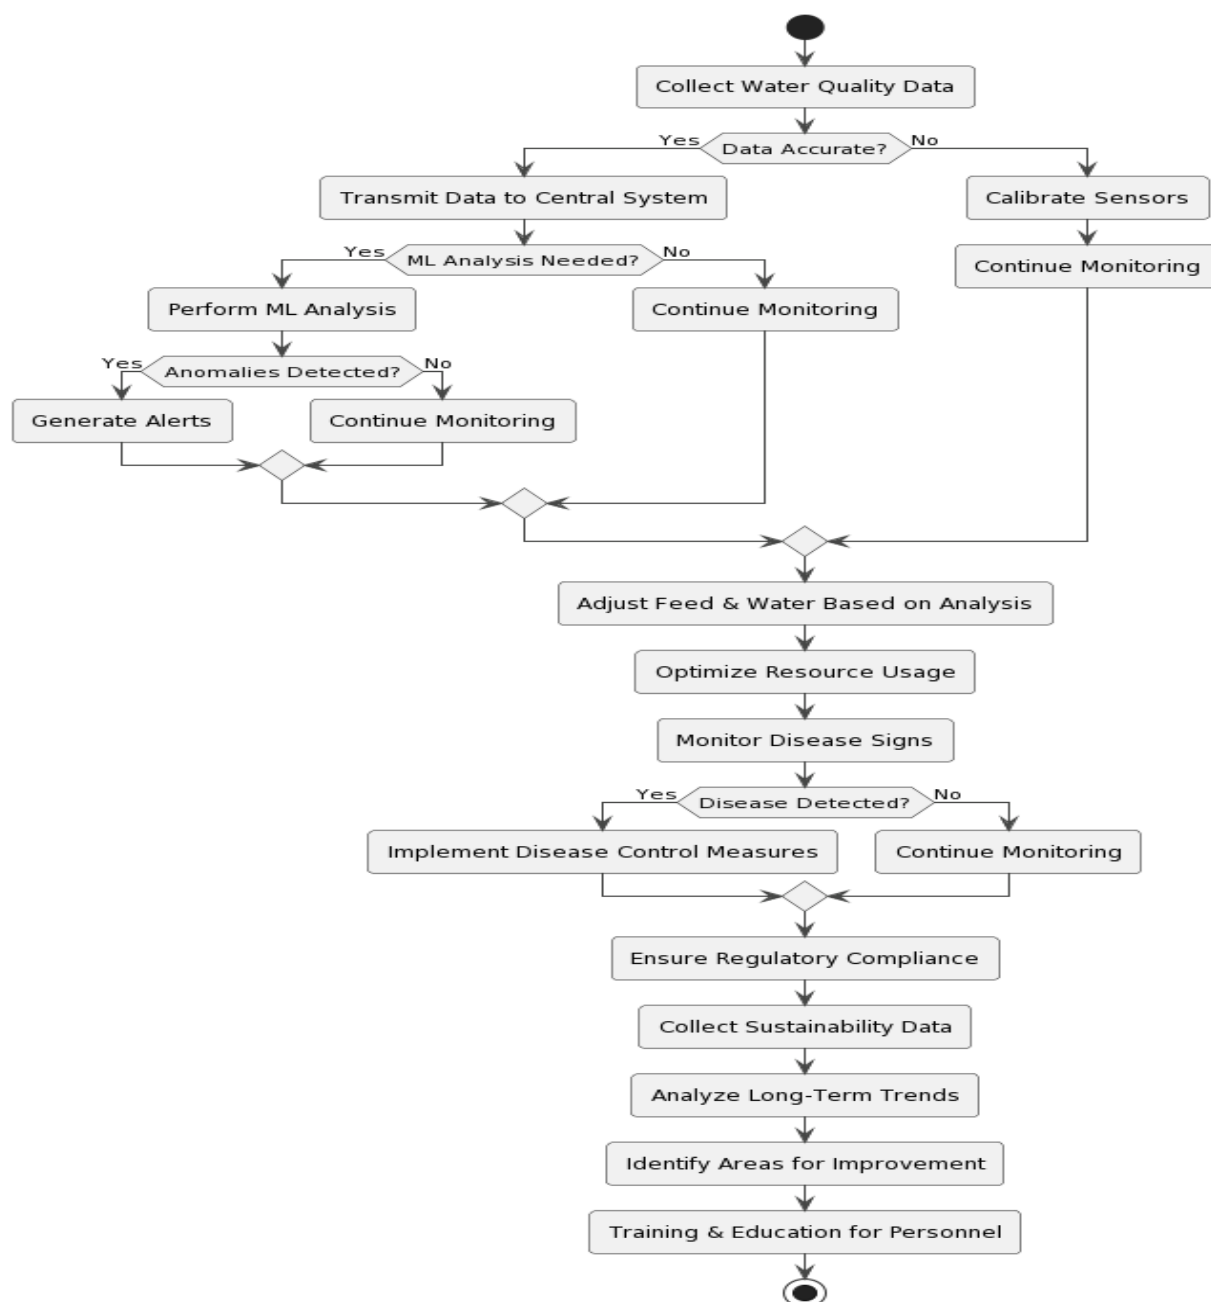 Collect Water Quality Data
Yes
Data Accurate?
No
Transmit Data to Central System
Calibrate Sensors
Yes
ML Analysis Needed?
No
Continue Monitoring
Perform ML Analysis
Continue Monitoring
Yes
Anomalies Detected?
No
Generate Alerts
Continue Monitoring
Adjust Feed & Water Based on Analysis
Optimize Resource Usage
Monitor Disease Signs
Yes
Disease Detected?
No
Implement Disease Control Measures
Continue Monitoring
Ensure Regulatory Compliance
Collect Sustainability Data
Analyze Long-Term Trends
Identify Areas for Improvement
Training & Education for Personnel